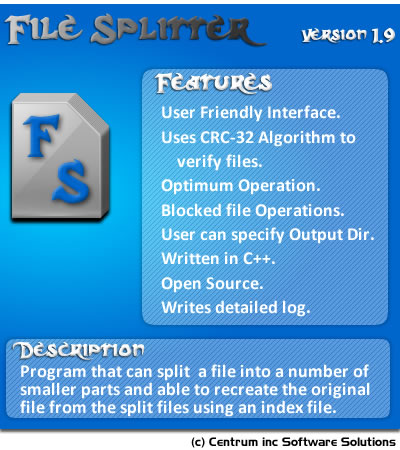 File Splitter
Version 1.9
Features
User Friendly Interface.
Uses CRC-32 Algorithm to
verify files.
Optimum Operation.
Blocked file Operations.
User can specify Output Dir.
Written in C++.
Open Source.
Writes detailed log.
F
S
Description
Program that can split a file into a number of
smaller parts and able to recreate the original
file from the split files using an index file.
(c) Centrum inc Software Solutions